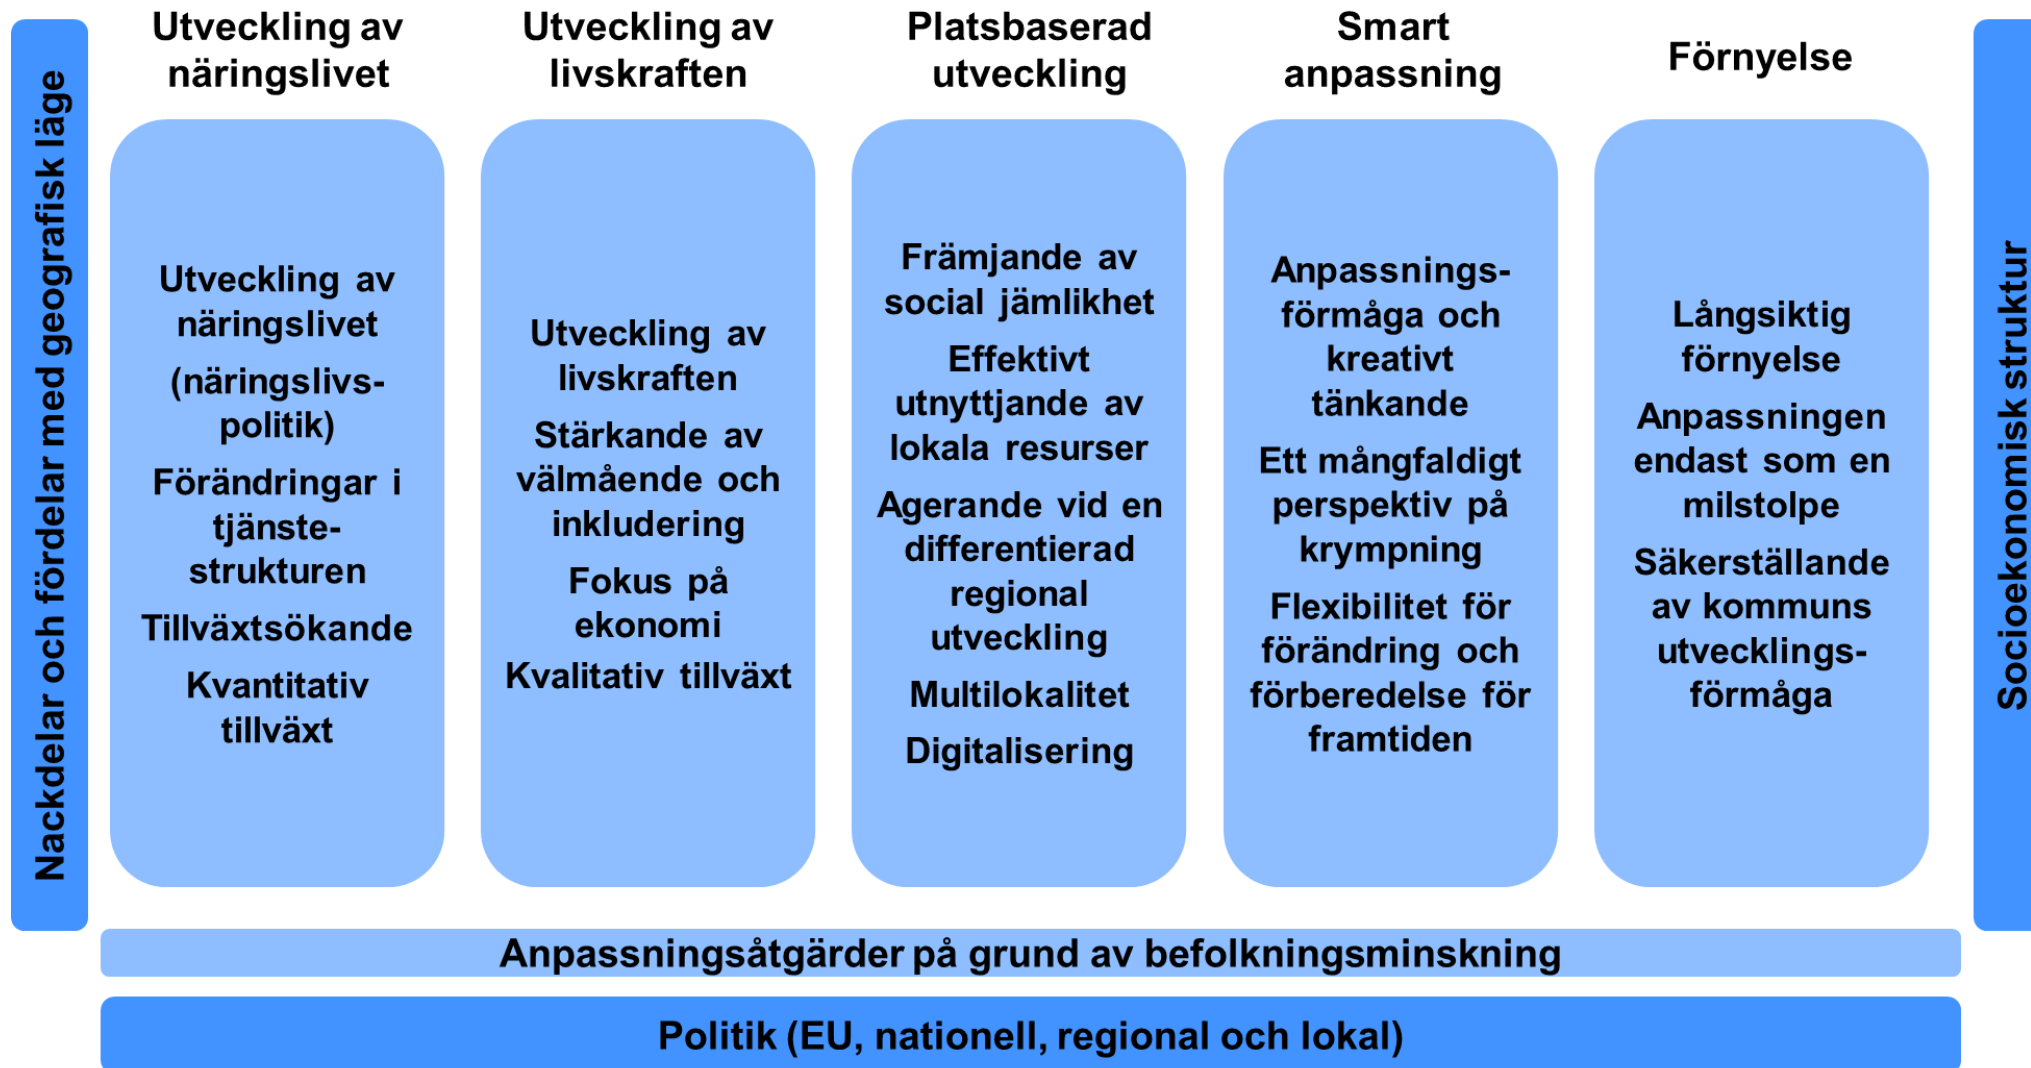 Nackdelar och fördelar med geografisk läge
Utveckling av
näringslivet
Utveckling av
näringslivet
(näringslivs-
politik)
Förändringar i
tjänste-
strukturen
Tillväxtsökande
Kvantitativ
tillväxt
Utveckling av
livskraften
Utveckling av
livskraften
Stärkande av
välmående och
inkludering
Fokus på
ekonomi
Kvalitativ tillväxt
Platsbaserad
utveckling
Främjande av
social jämlikhet
Effektivt
utnyttjande av
lokala resurser
Agerande vid en
differentierad
regional
utveckling
Multilokalitet
Digitalisering
Smart
anpassning
Anpassnings-
förmåga och
kreativt
tänkande
Ett mångfaldigt
perspektiv på
krympning
Flexibilitet för
förändring och
förberedelse för
framtiden
Förnyelse
Långsiktig
förnyelse
Anpassningen
endast som en
milstolpe
Säkerställande
av kommuns
utvecklings-
förmåga
Socioekonomisk struktur
Anpassningsåtgärder på grund av befolkningsminskning
Politik (EU, nationell, regional och lokal)